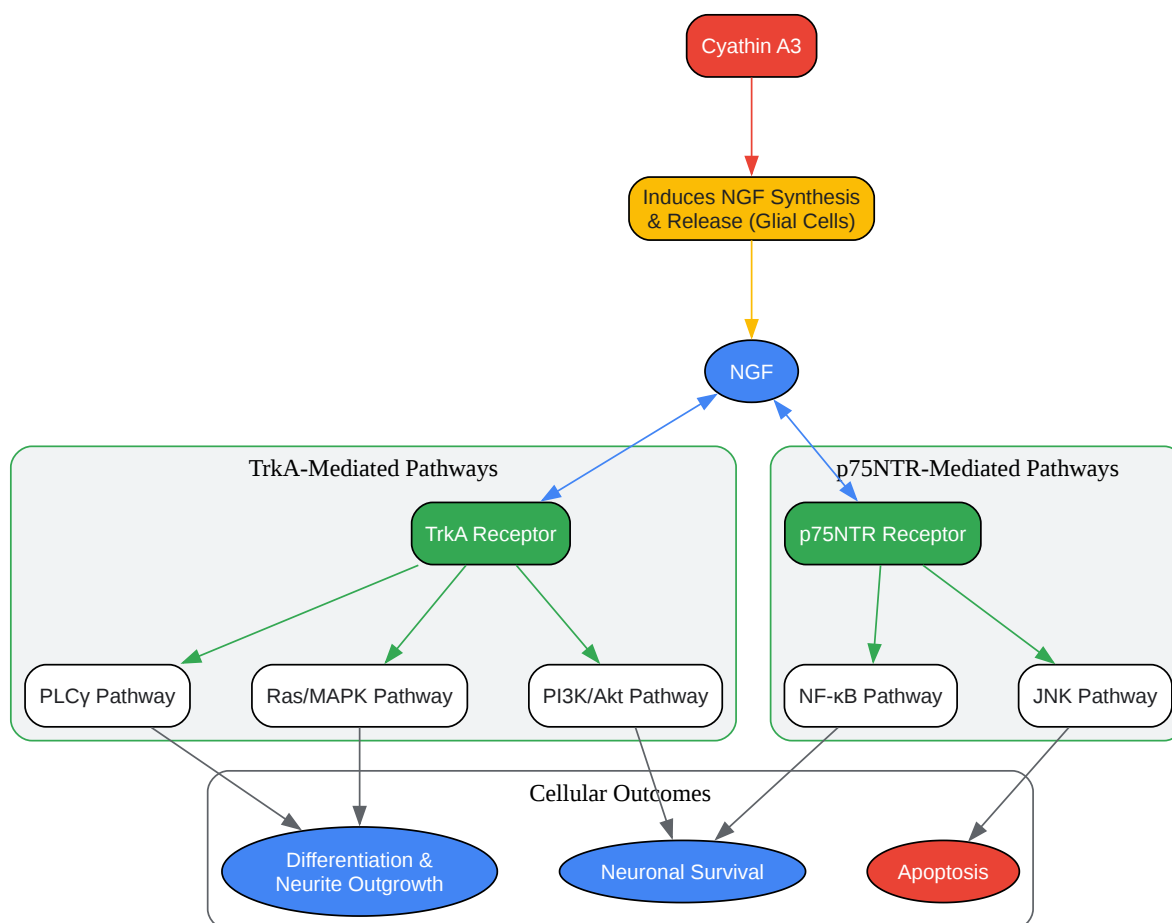 Cyathin A3
Induces NGF Synthesis
& Release (Glial Cells)
NGF
TrkA-Mediated Pathways
p75NTR-Mediated Pathways
TrkA Receptor
p75NTR Receptor
PLCγ Pathway
Ras/MAPK Pathway
PI3K/Akt Pathway
NF-κB Pathway
JNK Pathway
Cellular Outcomes
Differentiation &
Neurite Outgrowth
Neuronal Survival
Apoptosis